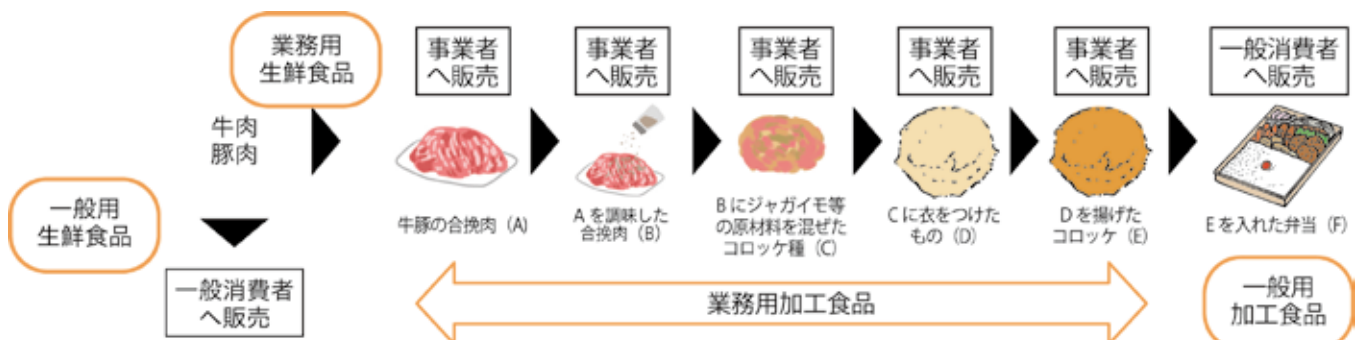 業務用
生鮮食品
事業者
へ販売
事業者
へ販売
事業者
へ販売
事業者
へ販売
事業者
へ販売
一般消費者
へ販売
牛肉
豚肉
牛豚の合挽肉（A）
Aを調味した
合挽肉（B）
Bにジャガイモ等
の原材料を混ぜた
コロッケ種（C）
Cに衣をつけた
もの（D）
Dを揚げた
コロッケ（E）
Eを入れた弁当（F）
一般用
生鮮食品
一般消費者
へ販売
業務用加工食品
一般用
加工食品